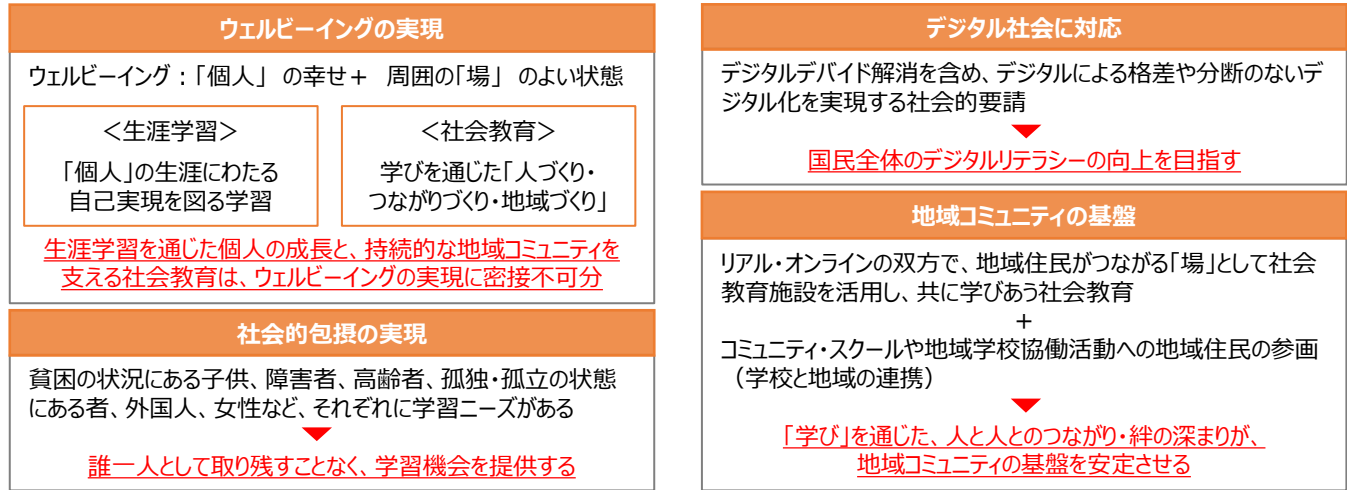 ウェルビーイングの実現
ウェルビーイング：「個人」 の幸せ＋ 周囲の「場」 のよい状態
＜生涯学習＞
「個人」の生涯にわたる
自己実現を図る学習
＜社会教育＞
学びを通じた「人づくり・
つながりづくり・地域づくり」
生涯学習を通じた個人の成長と、持続的な地域コミュニティを
支える社会教育は、ウェルビーイングの実現に密接不可分
社会的包摂の実現
貧困の状況にある子供、障害者、高齢者、孤独・孤立の状態
にある者、外国人、女性など、それぞれに学習ニーズがある
誰一人として取り残すことなく、学習機会を提供する
デジタル社会に対応
デジタルデバイド解消を含め、デジタルによる格差や分断のないデ
ジタル化を実現する社会的要請
国民全体のデジタルリテラシーの向上を目指す
地域コミュニティの基盤
リアル・オンラインの双方で、地域住民がつながる「場」として社会
教育施設を活用し、共に学びあう社会教育
＋
コミュニティ・スクールや地域学校協働活動への地域住民の参画
（学校と地域の連携）
「学び」を通じた、人と人とのつながり・絆の深まりが、
地域コミュニティの基盤を安定させる